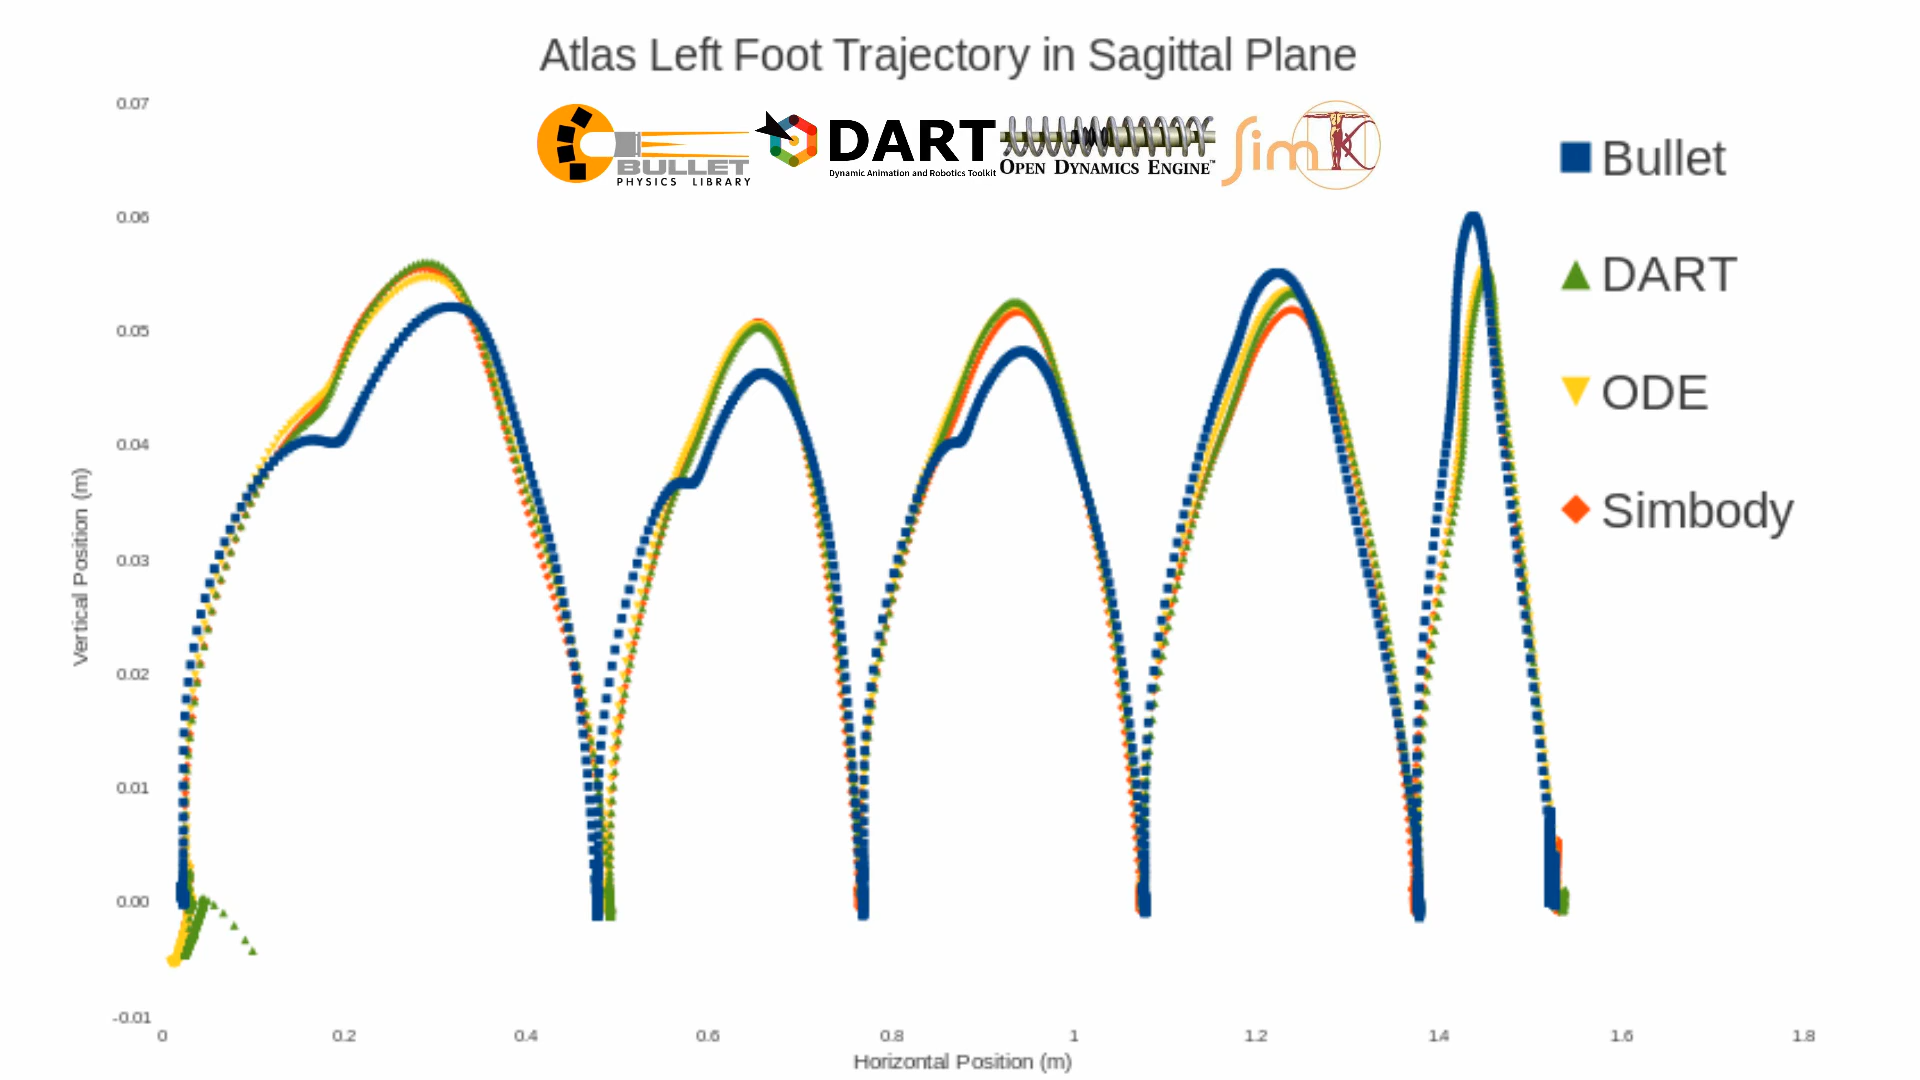 Atlas Left Foot Trajectory in Sagittal Plane
BULLET
PHYSICS LIBRARY
DART
Dynamic Animation and Robotics Toolkit
OPEN DYNAMICS ENGINE™
SimTK
Bullet
DART
ODE
Simbody
Vertical Position (m)
0.07
0.06
0.05
0.04
0.03
0.02
0.01
0.00
-0.01
0 0.2 0.4 0.6 0.8 1 1.2 1.4 1.6 1.8
Horizontal Position (m)